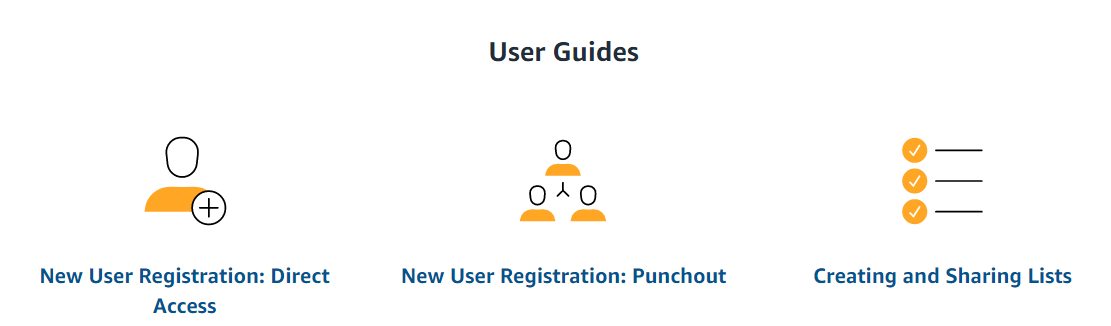 User Guides
New User Registration: Direct
Access
New User Registration: Punchout
Creating and Sharing Lists